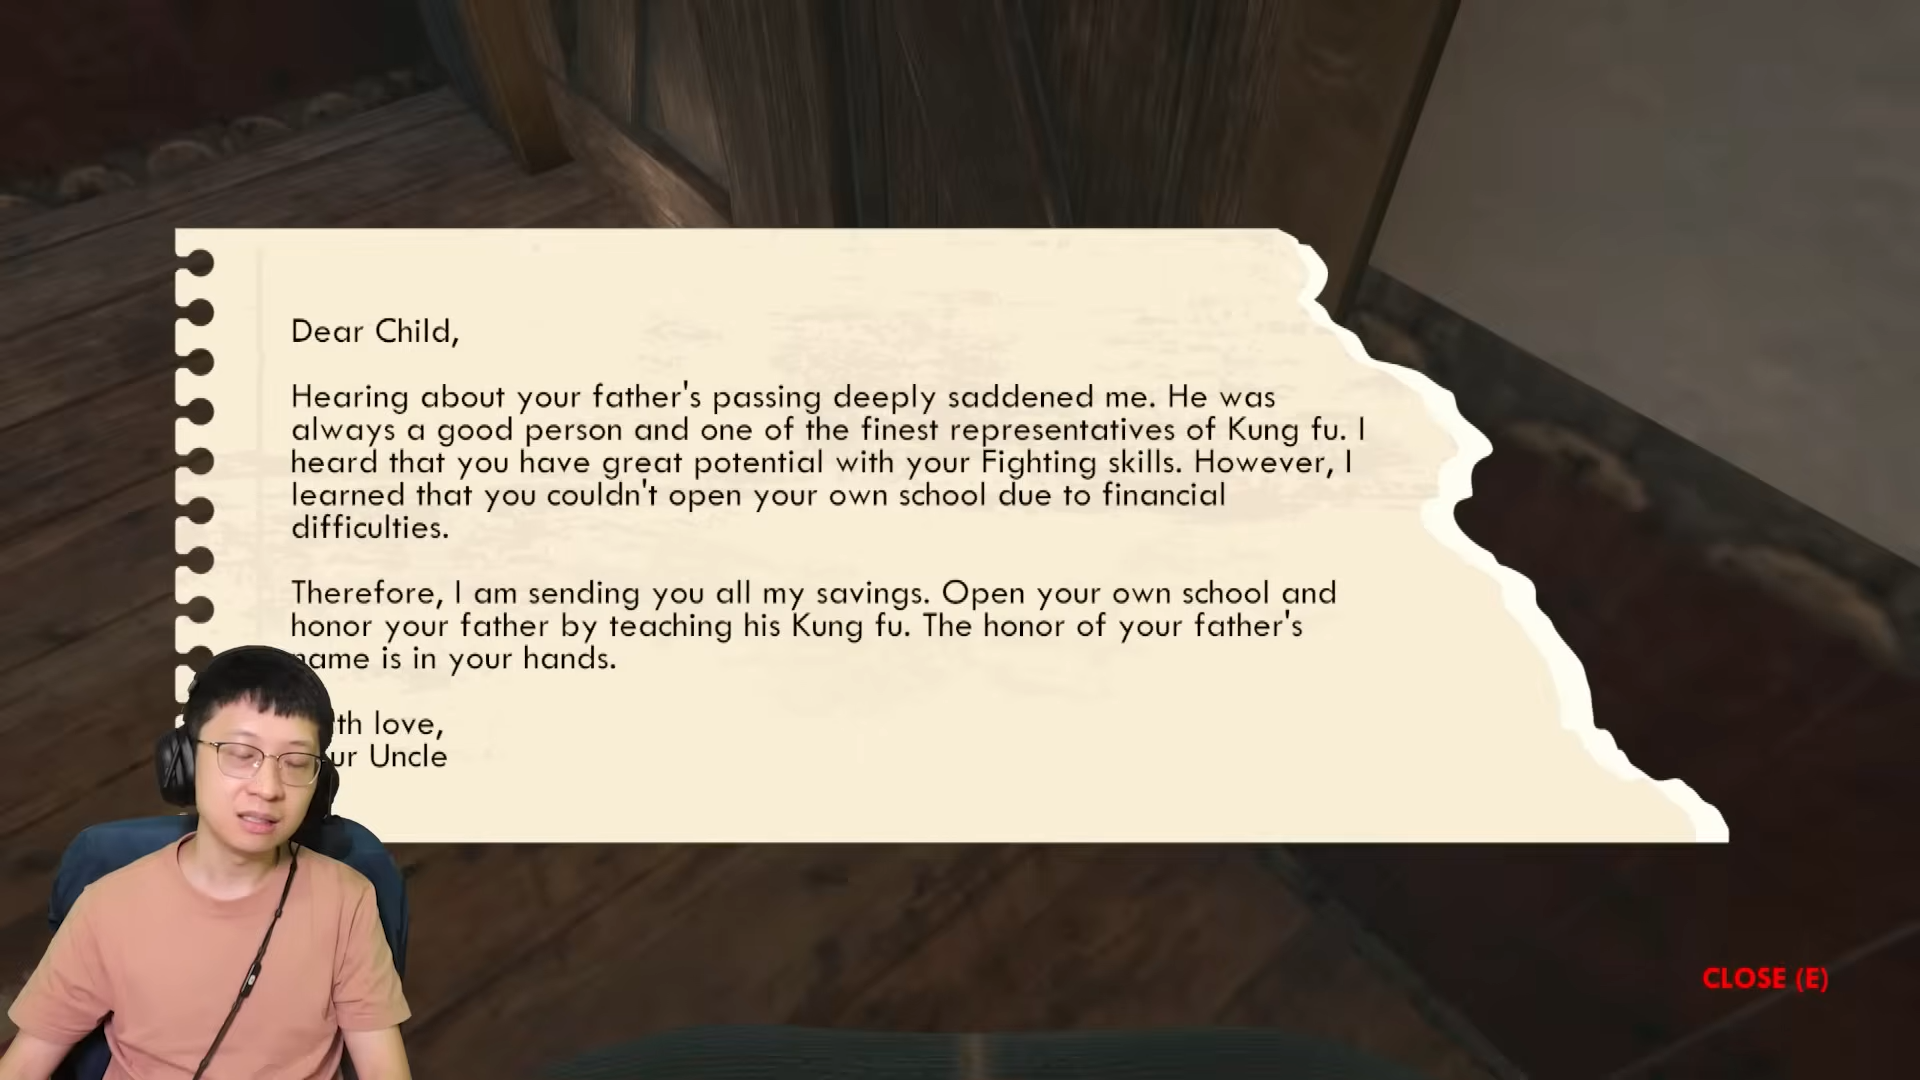 Dear Child,
Hearing about your father's passing deeply saddened me. He was
always a good person and one of the finest representatives of Kung fu. I
heard that you have great potential with your Fighting skills. However, I
learned that you couldn't open your own school due to financial
difficulties.
Therefore, I am sending you all my savings. Open your own school and
honor your father by teaching his Kung fu. The honor of your father's
name is in your hands.
love,
Uncle
CLOSE (E)